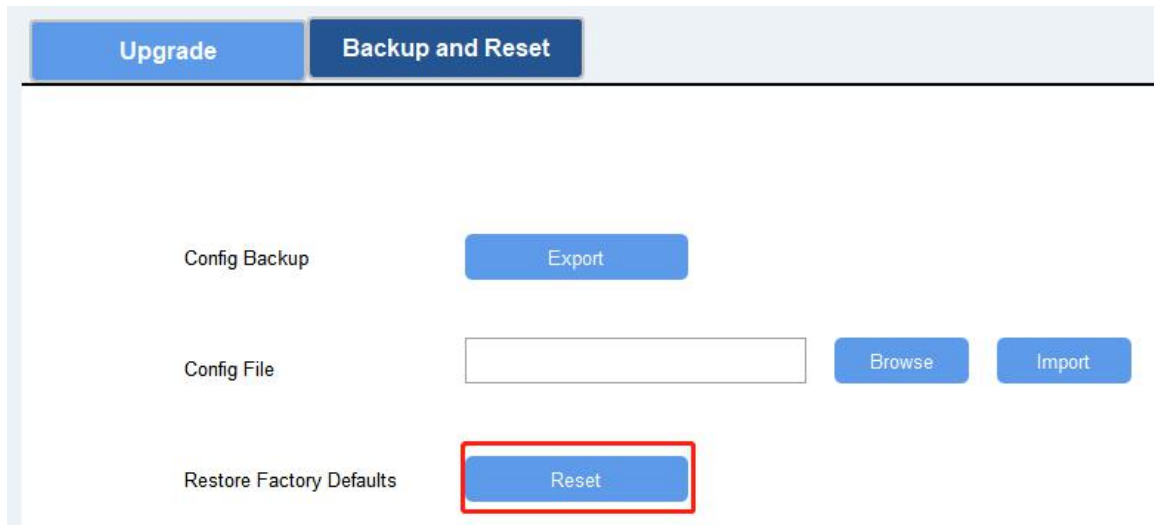 Upgrade
Backup and Reset
Config Backup
Export
Config File
Browse
Import
Restore Factory Defaults
Reset